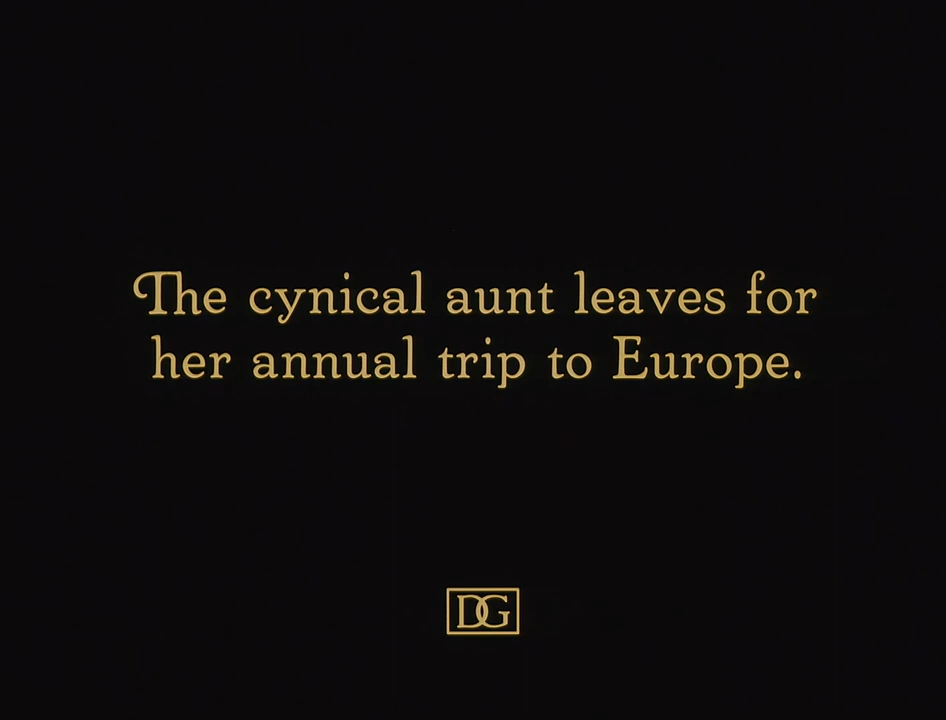 The cynical aunt leaves for
her annual trip to Europe.
DG